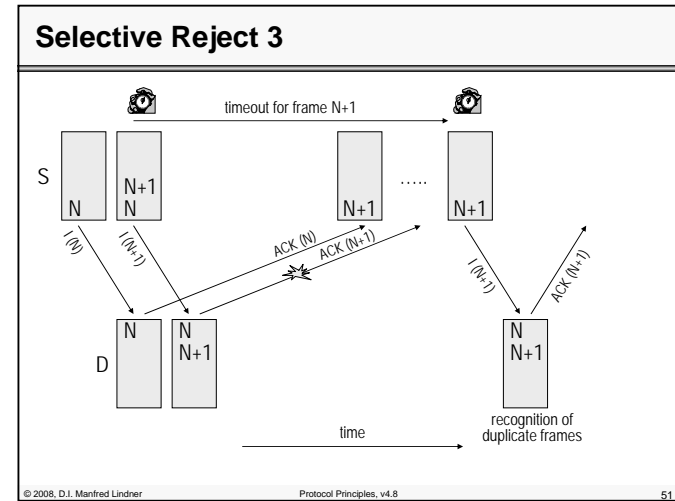 Selective Reject 3
timeout for frame N+1
S
N
N+1
N
N+1
.....
N+1
I (N)
I (N+1)
ACK (N)
ACK (N+1)
I (N+1)
ACK (N+1)
D
N
N
N+1
N
N+1
recognition of
duplicate frames
time
© 2008, D.I. Manfred Lindner
Protocol Principles, v4.8
51